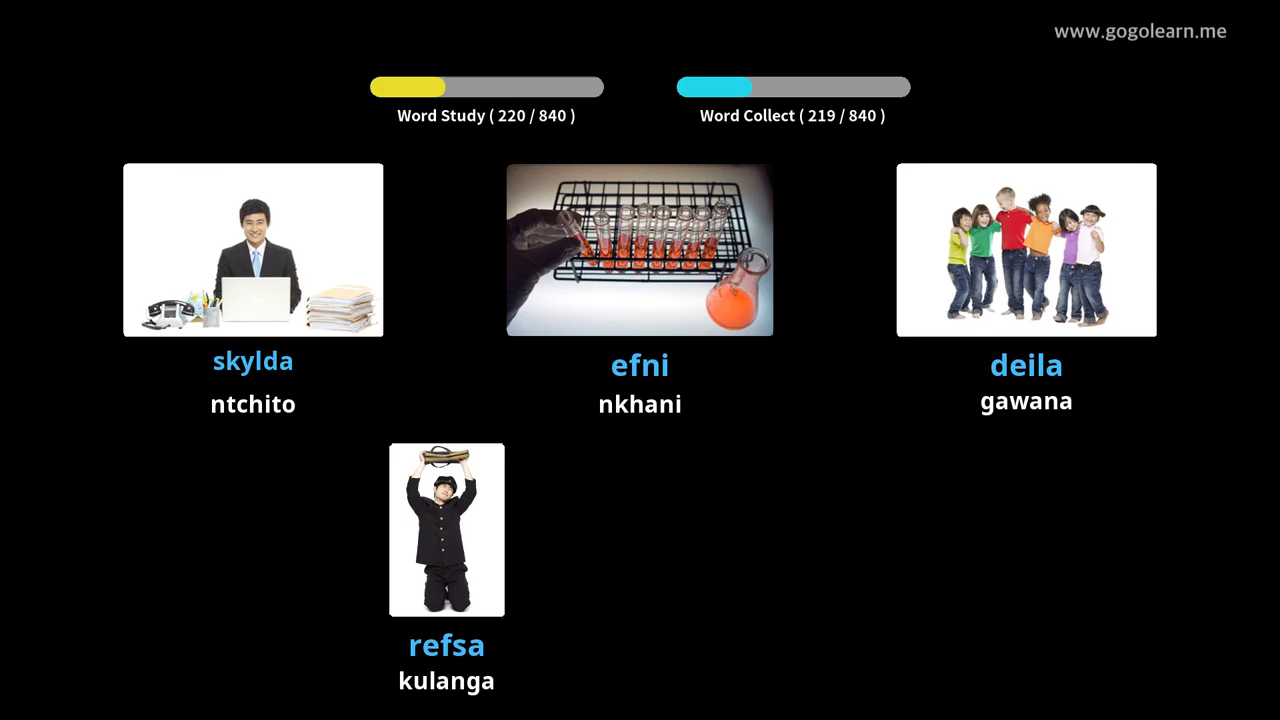 www.gogolearn.me
Word Study ( 220 / 840 )
Word Collect ( 219 / 840 )
skylda
ntchito
efni
nkhani
deila
gawana
refsa
kulanga